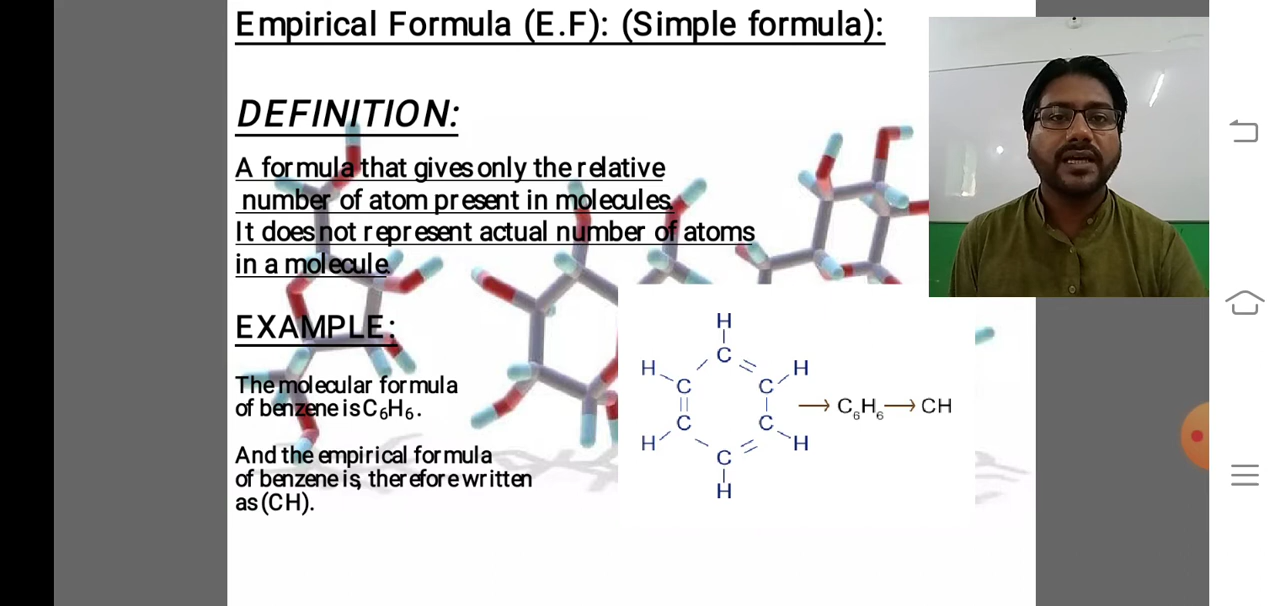 Empirical Formula (E.F): (Simple formula):
DEFINITION:
A formula that gives only the relative
number of atom present in molecules.
It does not represent actual number of atoms
in a molecule.
EXAMPLE:
The molecular formula
of benzene is C₆H₆.
And the empirical formula
of benzene is, therefore written
as (CH).
H
H C H
C C
→ C₆H₆ → CH
C C
H C H
H